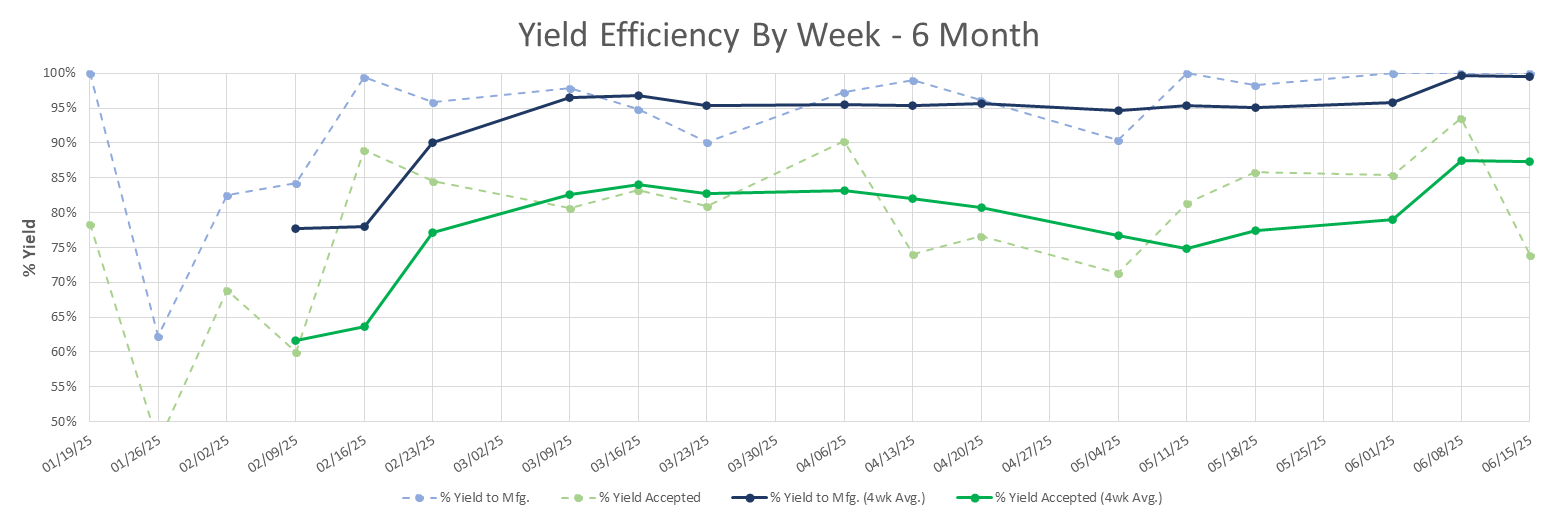 Yield Efficiency By Week - 6 Month
% Yield
100%
95%
90%
85%
80%
75%
70%
65%
60%
55%
50%
01/19/25 01/26/25 02/02/25 02/09/25 02/16/25 02/23/25 03/02/25 03/09/25 03/16/25 03/23/25 03/30/25 04/06/25 04/13/25 04/20/25 04/27/25 05/04/25 05/11/25 05/18/25 05/25/25 06/01/25 06/08/25 06/15/25
% Yield to Mfg. % Yield Accepted % Yield to Mfg. (4wk Avg.) % Yield Accepted (4wk Avg.)